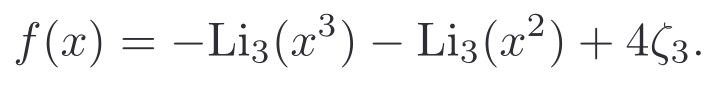 f(x) = −Li₃(x³) − Li₃(x²) + 4ζ₃.